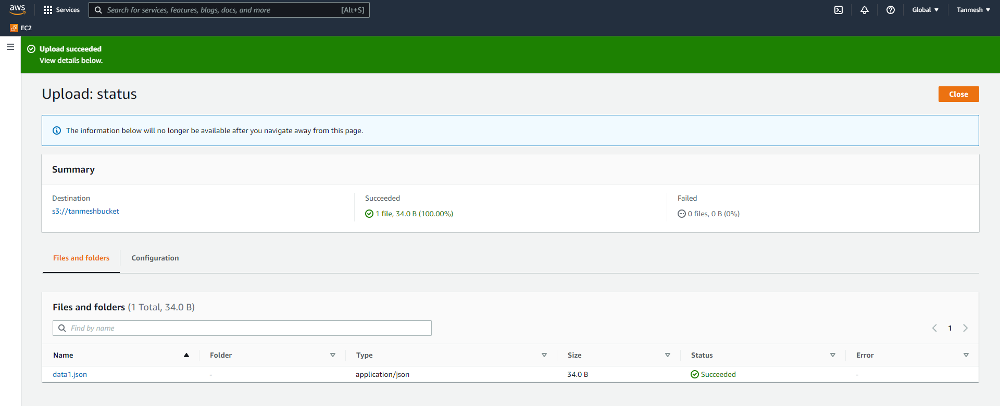 aws Services Search for services, features, blogs, docs, and more [Alt+S] Global Tanmesh
EC2
Upload succeeded
View details below.
Upload: status Close
The information below will no longer be available after you navigate away from this page.
Summary
Destination Succeeded Failed
s3://tanmeshbucket 1 file, 34.0 B (100.00%) 0 files, 0 B (0%)
Files and folders Configuration
Files and folders (1 Total, 34.0 B)
Find by name 1
Name Folder Type Size Status Error
data1.json - application/json 34.0 B Succeeded -